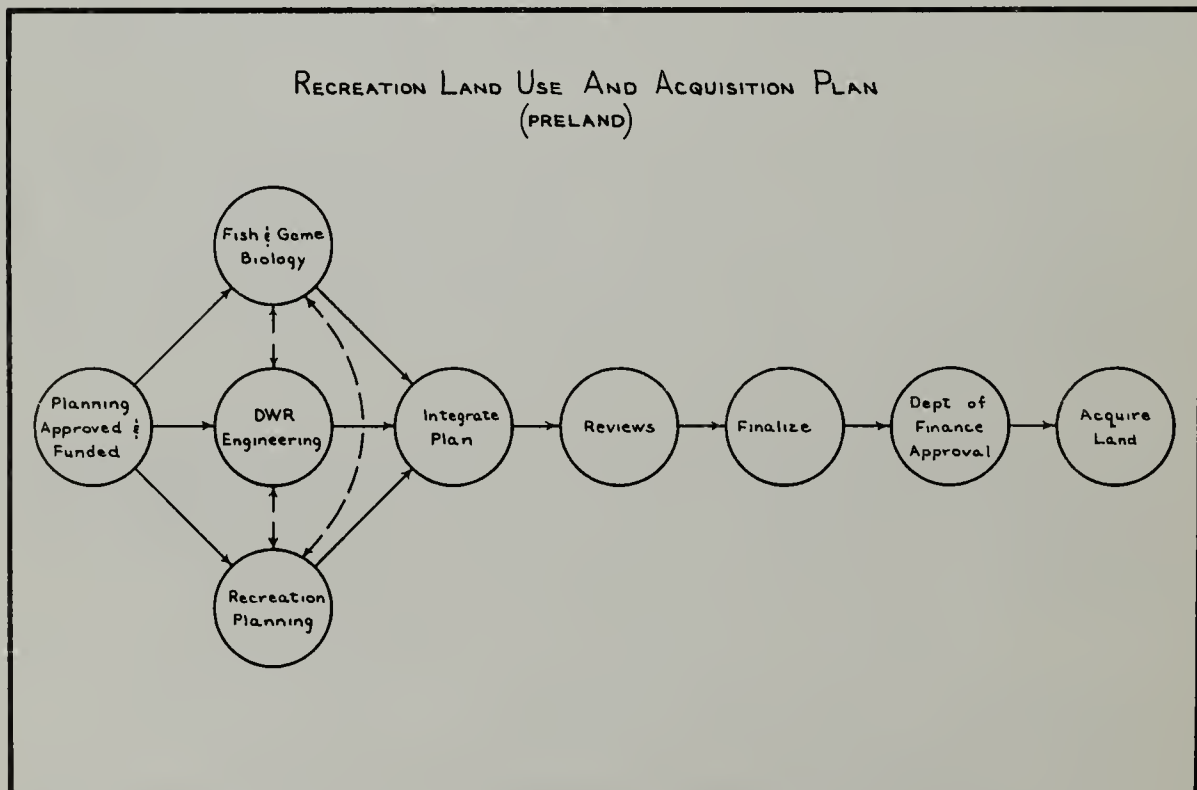 RECREATION LAND USE AND ACQUISITION PLAN
(PRELAND)
Fish & Game
Biology
Planning
Approved &
Funded
DWR
Engineering
Integrate
Plan
Reviews
Finalize
Dept of
Finance
Approval
Acquire
Land
Recreation
Planning